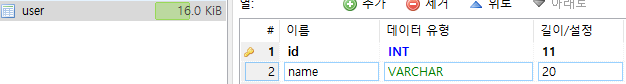 열: 추가 제거 위로 아래로
user 16.0 KiB
# 이름 데이터 유형 길이/설정
1 id INT 11
2 name VARCHAR 20